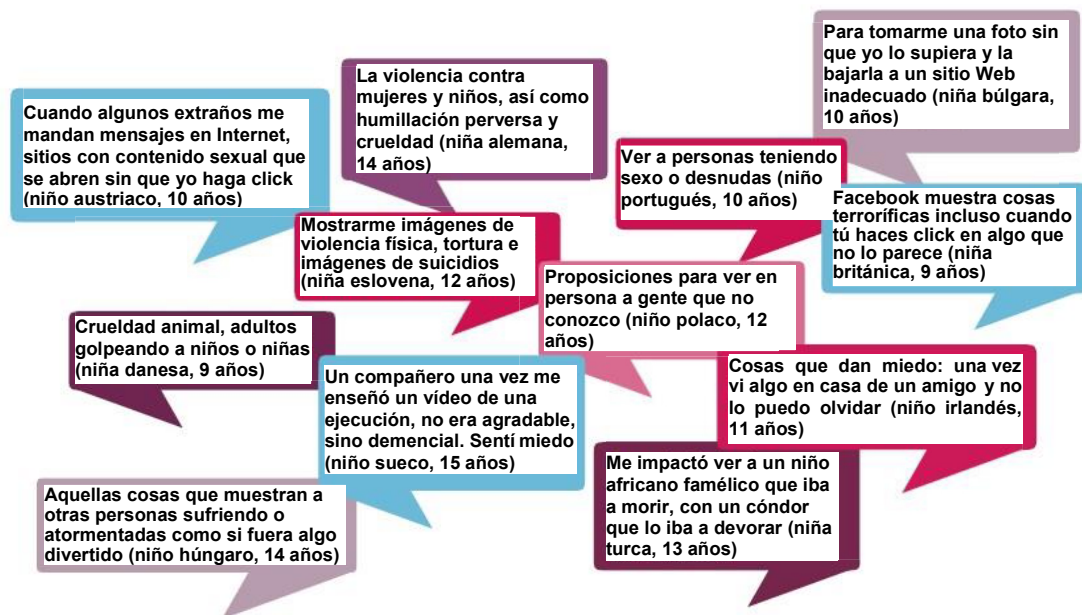 Para tomarme una foto sin
que yo lo supiera y la
bajarla a un sitio Web
inadecuado (niña búlgara,
10 años)
La violencia contra
mujeres y niños, así como
humillación perversa y
crueldad (niña alemana,
14 años)
Cuando algunos extraños me
mandan mensajes en Internet,
sitios con contenido sexual que
se abren sin que yo haga click
(niño austriaco, 10 años)
Ver a personas teniendo
sexo o desnudas (niño
portugués, 10 años)
Facebook muestra cosas
terroríficas incluso cuando
tú haces click en algo que
no lo parece (niña
británica, 9 años)
Mostrarme imágenes de
violencia física, tortura e
imágenes de suicidios
(niña eslovena, 12 años)
Proposiciones para ver en
persona a gente que no
conozco (niño polaco, 12
años)
Crueldad animal, adultos
golpeando a niños o niñas
(niña danesa, 9 años)
Cosas que dan miedo: una vez
vi algo en casa de un amigo y no
lo puedo olvidar (niño irlandés,
11 años)
Un compañero una vez me
enseñó un vídeo de una
ejecución, no era agradable,
sino demencial. Sentí miedo
(niño sueco, 15 años)
Me impactó ver a un niño
africano famélico que iba
a morir, con un cóndor
que lo iba a devorar (niña
turca, 13 años)
Aquellas cosas que muestran a
otras personas sufriendo o
atormentadas como si fuera algo
divertido (niño húngaro, 14 años)